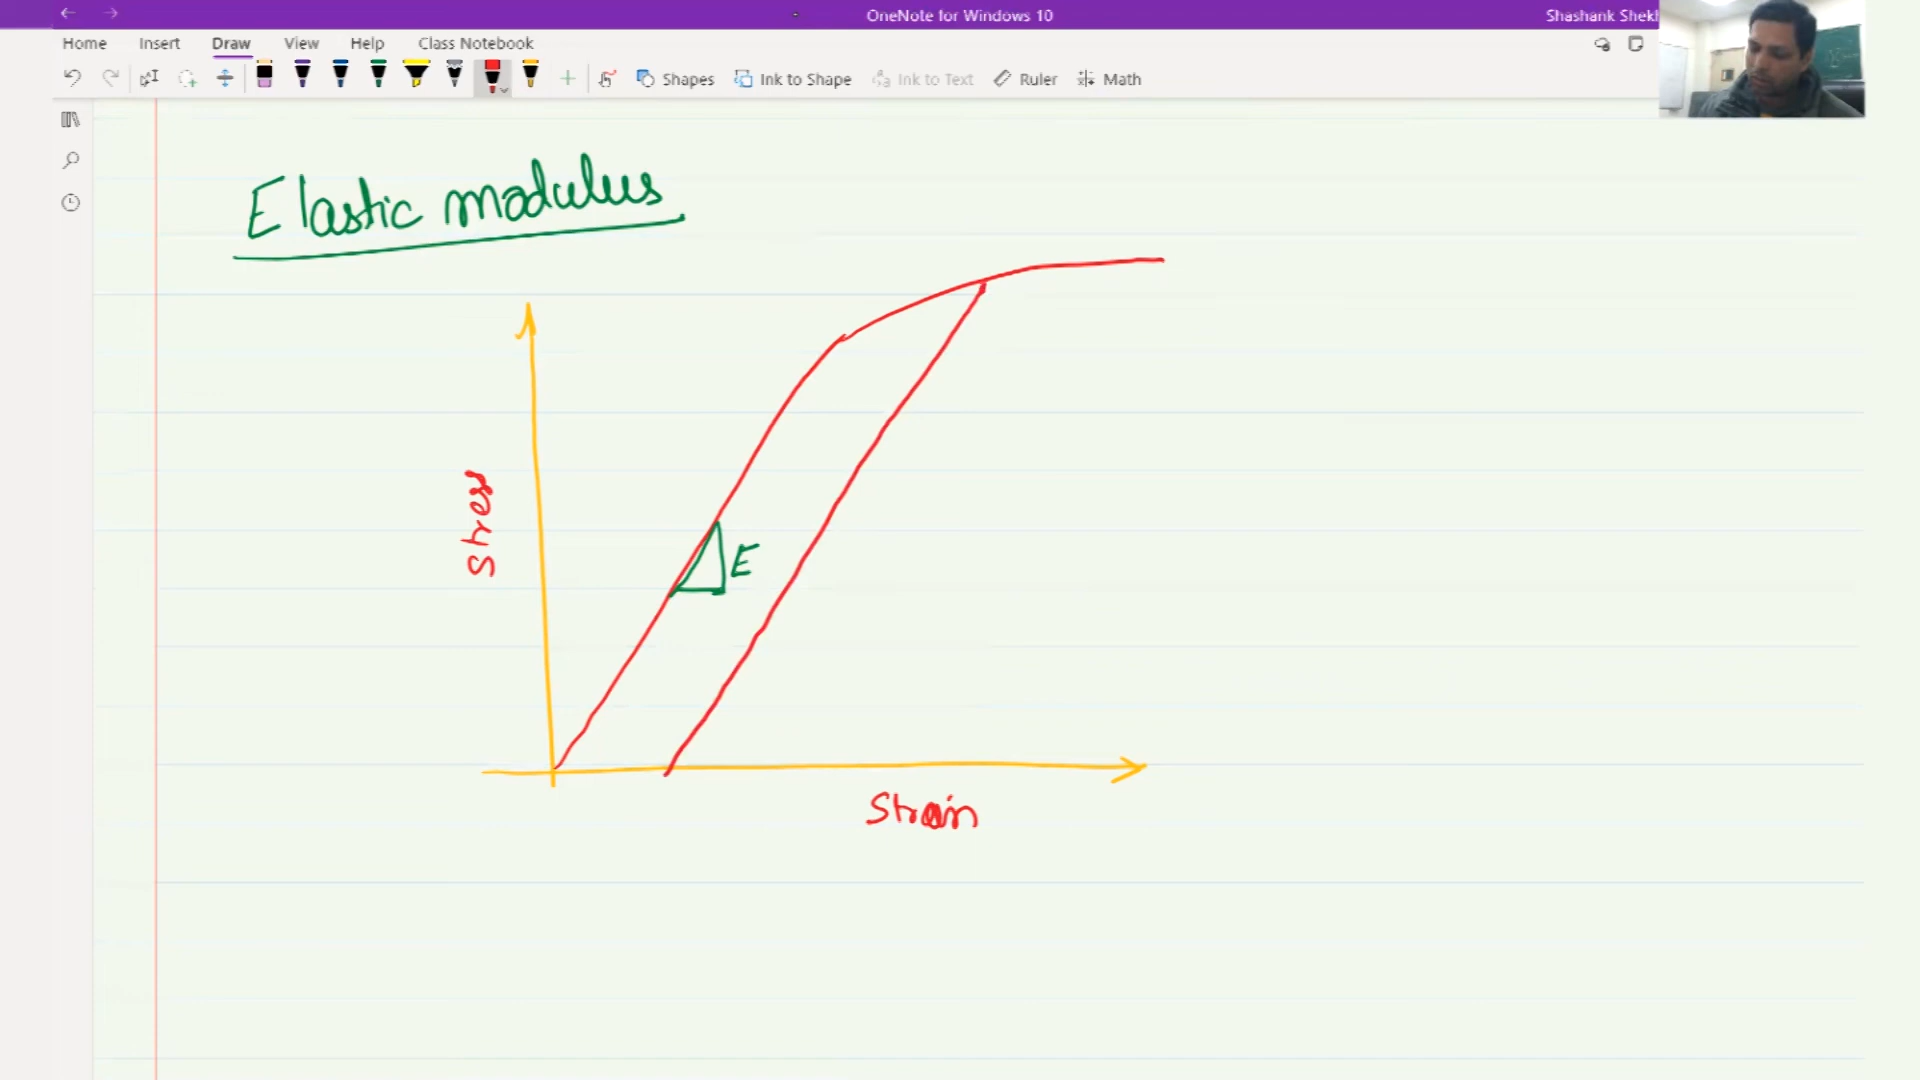 OneNote for Windows 10
Shashank Shekh
Home Insert Draw View Help Class Notebook
Shapes Ink to Shape Ink to Text Ruler Math
Elastic modulus
Stress
E
Strain